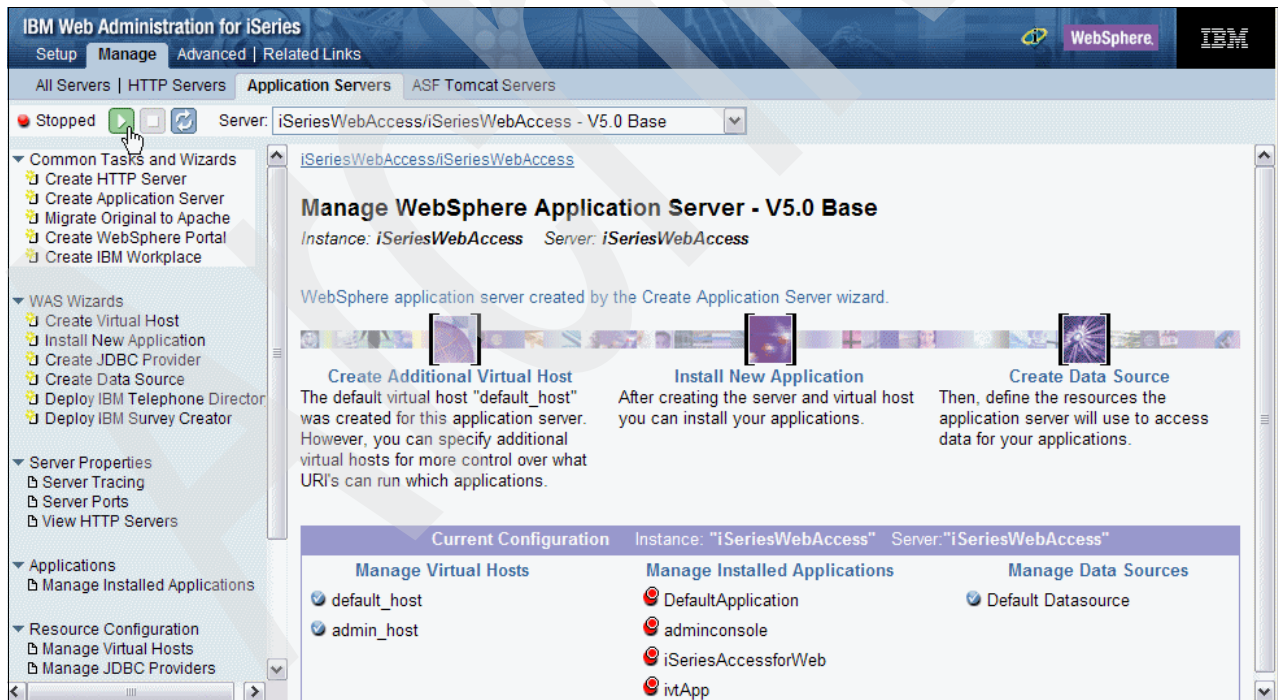 IBM Web Administration for iSeries
Setup Manage Advanced | Related Links
WebSphere. IBM
All Servers | HTTP Servers Application Servers ASF Tomcat Servers
Stopped Server: iSeriesWebAccess/iSeriesWebAccess - V5.0 Base
Common Tasks and Wizards
Create HTTP Server
Create Application Server
Migrate Original to Apache
Create WebSphere Portal
Create IBM Workplace
WAS Wizards
Create Virtual Host
Install New Application
Create JDBC Provider
Create Data Source
Deploy IBM Telephone Director
Deploy IBM Survey Creator
Server Properties
Server Tracing
Server Ports
View HTTP Servers
Applications
Manage Installed Applications
Resource Configuration
Manage Virtual Hosts
Manage JDBC Providers
iSeriesWebAccess/iSeriesWebAccess
Manage WebSphere Application Server - V5.0 Base
Instance: iSeriesWebAccess Server: iSeriesWebAccess
WebSphere application server created by the Create Application Server wizard.
Create Additional Virtual Host
The default virtual host "default_host"
was created for this application server.
However, you can specify additional
virtual hosts for more control over what
URI's can run which applications.
Install New Application
After creating the server and virtual host
you can install your applications.
Create Data Source
Then, define the resources the
application server will use to access
data for your applications.
Current Configuration Instance: "iSeriesWebAccess" Server:"iSeriesWebAccess"
Manage Virtual Hosts
default_host
admin_host
Manage Installed Applications
DefaultApplication
adminconsole
iSeriesAccessforWeb
ivtApp
Manage Data Sources
Default Datasource